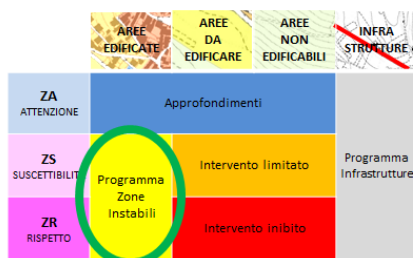 AREE
EDIFICATE
AREE
DA
EDIFICARE
AREE
NON
EDIFICABILI
INFRA
STRUTTURE
ZA
ATTENZIONE
Approfondimenti
ZS
SUSCETTIBILIT
Programma
Zone
Instabili
Intervento limitato
Programma
Infrastrutture
ZR
RISPETTO
Intervento inibito